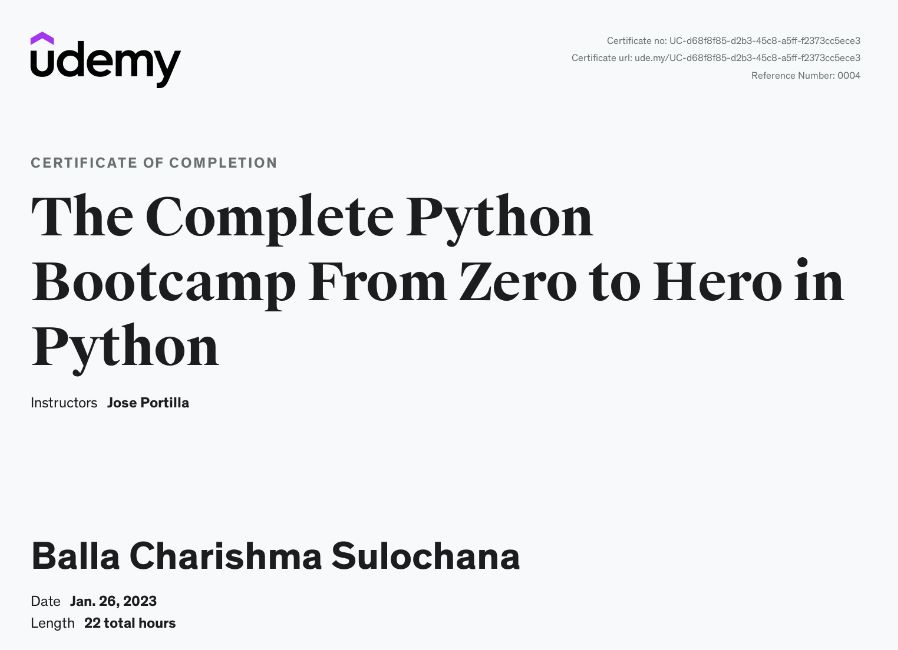 udemy
Certificate no: UC-d68f8f85-d2b3-45c8-a5ff-f2373cc5ece3
Certificate url: ude.my/UC-d68f8f85-d2b3-45c8-a5ff-f2373cc5ece3
Reference Number: 0004
CERTIFICATE OF COMPLETION
The Complete Python
Bootcamp From Zero to Hero in
Python
Instructors Jose Portilla
Balla Charishma Sulochana
Date Jan. 26, 2023
Length 22 total hours